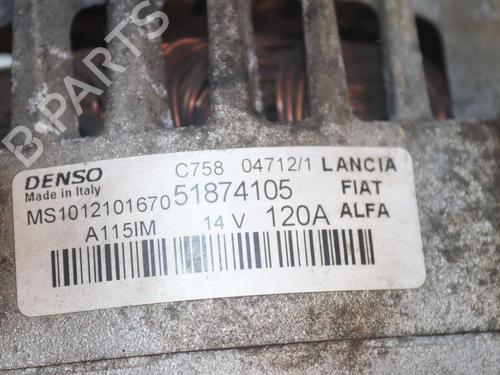 B-PARTS
DENSO C758 04712/1 LANCIA
Made in Italy
MS1012101670 51874105 FIAT
A115IM 14 V 120A ALFA